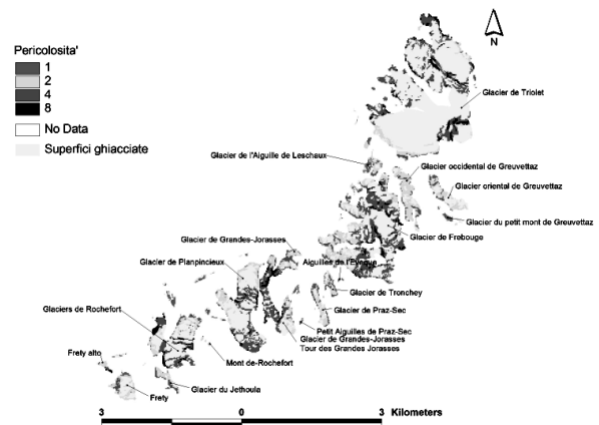 N
Pericolosita'
1
2
4
8
No Data
Superfici ghiacciate
Glacier de Triolet
Glacier de l'Aiguille de Leschaux
Glacier occidental de Greuvettaz
Glacier oriental de Greuvettaz
Glacier du petit mont de Greuvettaz
Glacier de Frebouge
Glacier de Grandes-Jorasses
Aiguilles de l'Eveque
Glacier de Planpincieux
Glacier de Tronchey
Glacier de Praz-Sec
Glaciers de Rochefort
Petit Aiguilles de Praz-Sec
Glacier de Grandes-Jorasses
Tour des Grandes Jorasses
Frety alto
Mont de-Rochefort
Glacier du Jethoula
Frety
3 0 3 Kilometers